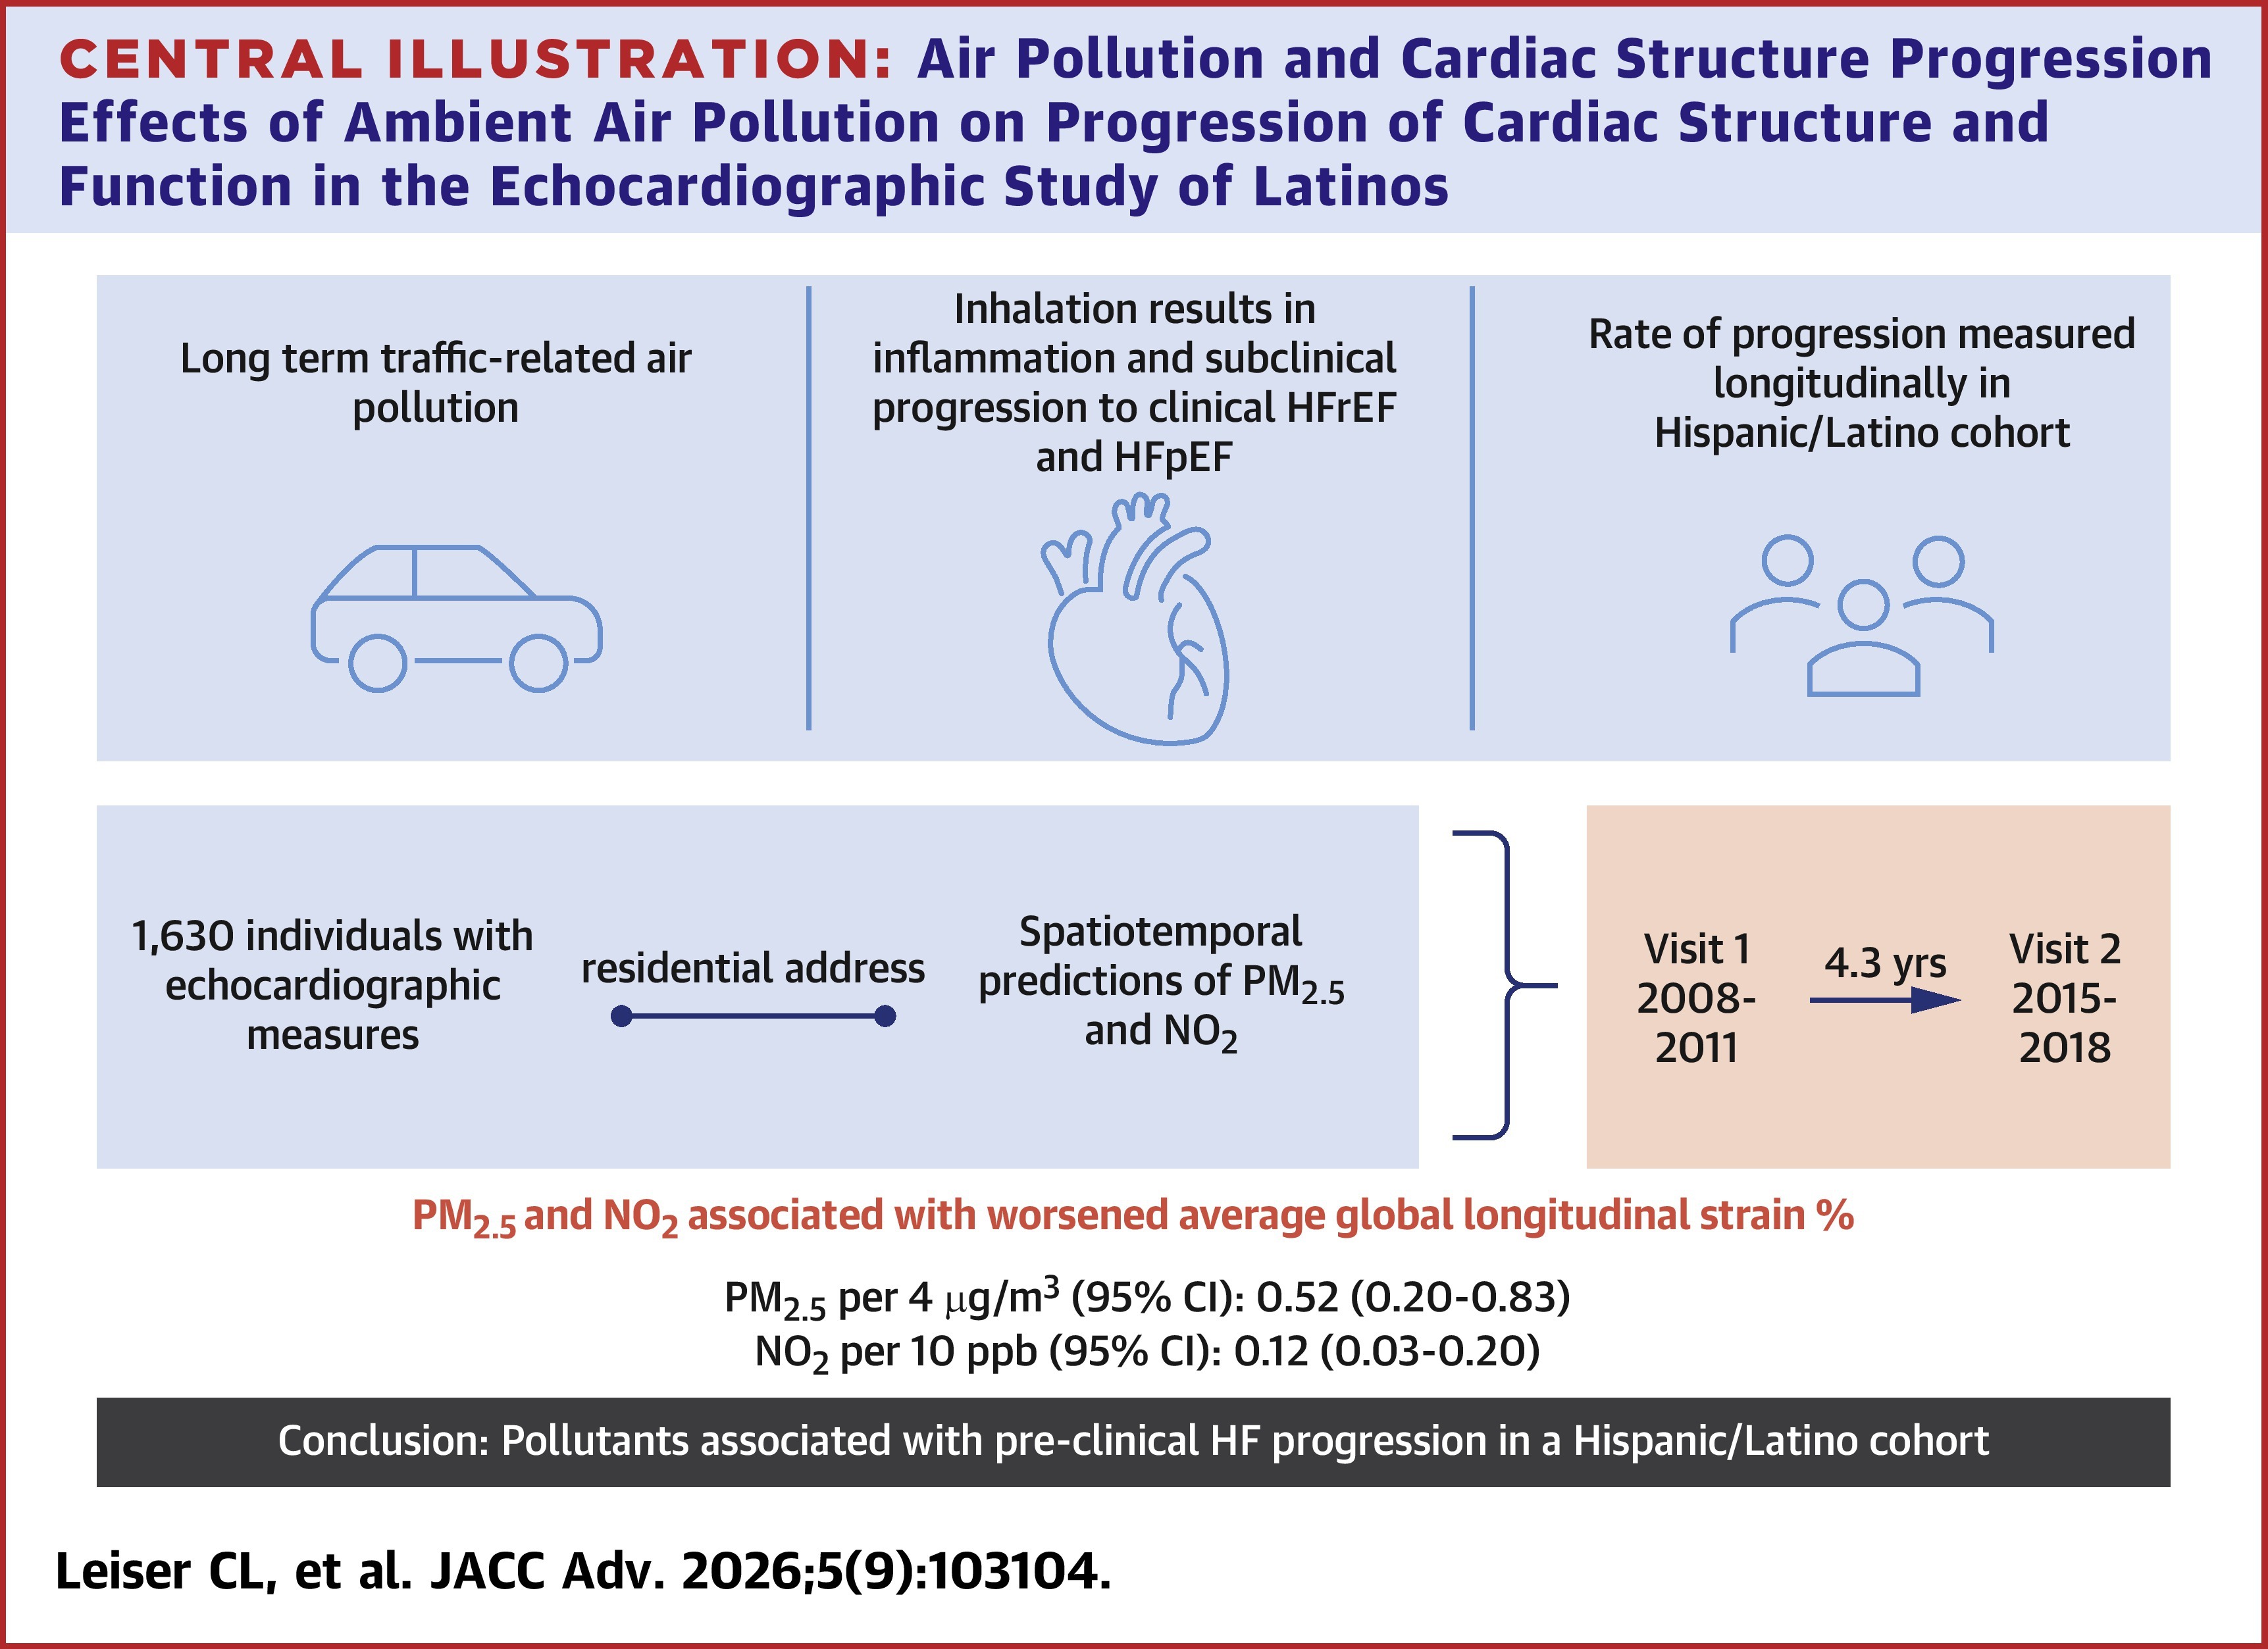 CENTRAL ILLUSTRATION: Air Pollution and Cardiac Structure Progression
Effects of Ambient Air Pollution on Progression of Cardiac Structure and
Function in the Echocardiographic Study of Latinos
Long term traffic-related air
pollution
Inhalation results in
inflammation and subclinical
progression to clinical HFrEF
and HFpEF
Rate of progression measured
longitudinally in
Hispanic/Latino cohort
1,630 individuals with
echocardiographic
measures
residential address
Spatiotemporal
predictions of PM2.5
and NO2
Visit 1
2008-
2011
4.3 yrs
Visit 2
2015-
2018
PM2.5 and NO2 associated with worsened average global longitudinal strain %
PM2.5 per 4 μg/m³ (95% CI): 0.52 (0.20-0.83)
NO2 per 10 ppb (95% CI): 0.12 (0.03-0.20)
Conclusion: Pollutants associated with pre-clinical HF progression in a Hispanic/Latino cohort
Leiser CL, et al. JACC Adv. 2026;5(9):103104.